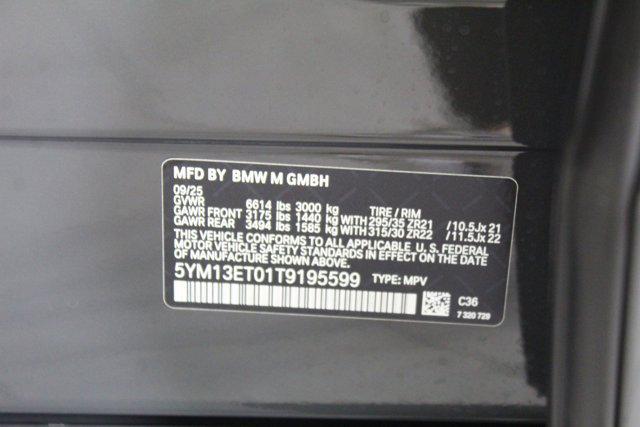 MFD BY BMW M GMBH
09/25
GVWR 6614 lbs 3000 kg TIRE / RIM
GAWR FRONT 3175 lbs 1440 kg WITH 295/35 ZR21 /10.5Jx 21
GAWR REAR 3494 lbs 1585 kg WITH 315/30 ZR22 /11.5Jx 22
THIS VEHICLE CONFORMS TO ALL APPLICABLE U. S. FEDERAL
MOTOR VEHICLE SAFETY STANDARDS IN EFFECT ON THE
DATE OF MANUFACTURE SHOWN ABOVE.
5YM13ET01T9195599 TYPE: MPV
C36
7 320 729